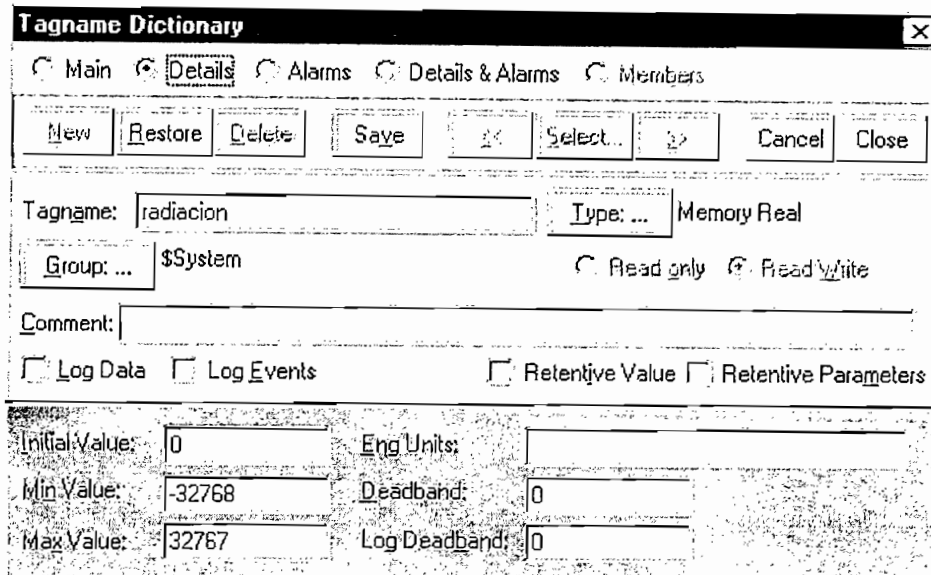 Tagname Dictionary
Main Details Alarms Details & Alarms Members
New Restore Delete Save << Select... >> Cancel Close
Tagname: radiacion Type: ... Memory Real
Group: ... $System Read only Read Write
Comment:
Log Data Log Events Retentive Value Retentive Parameters
Initial Value: 0 Eng Units:
Min Value: -32768 Deadband: 0
Max Value: 32767 Log Deadband: 0